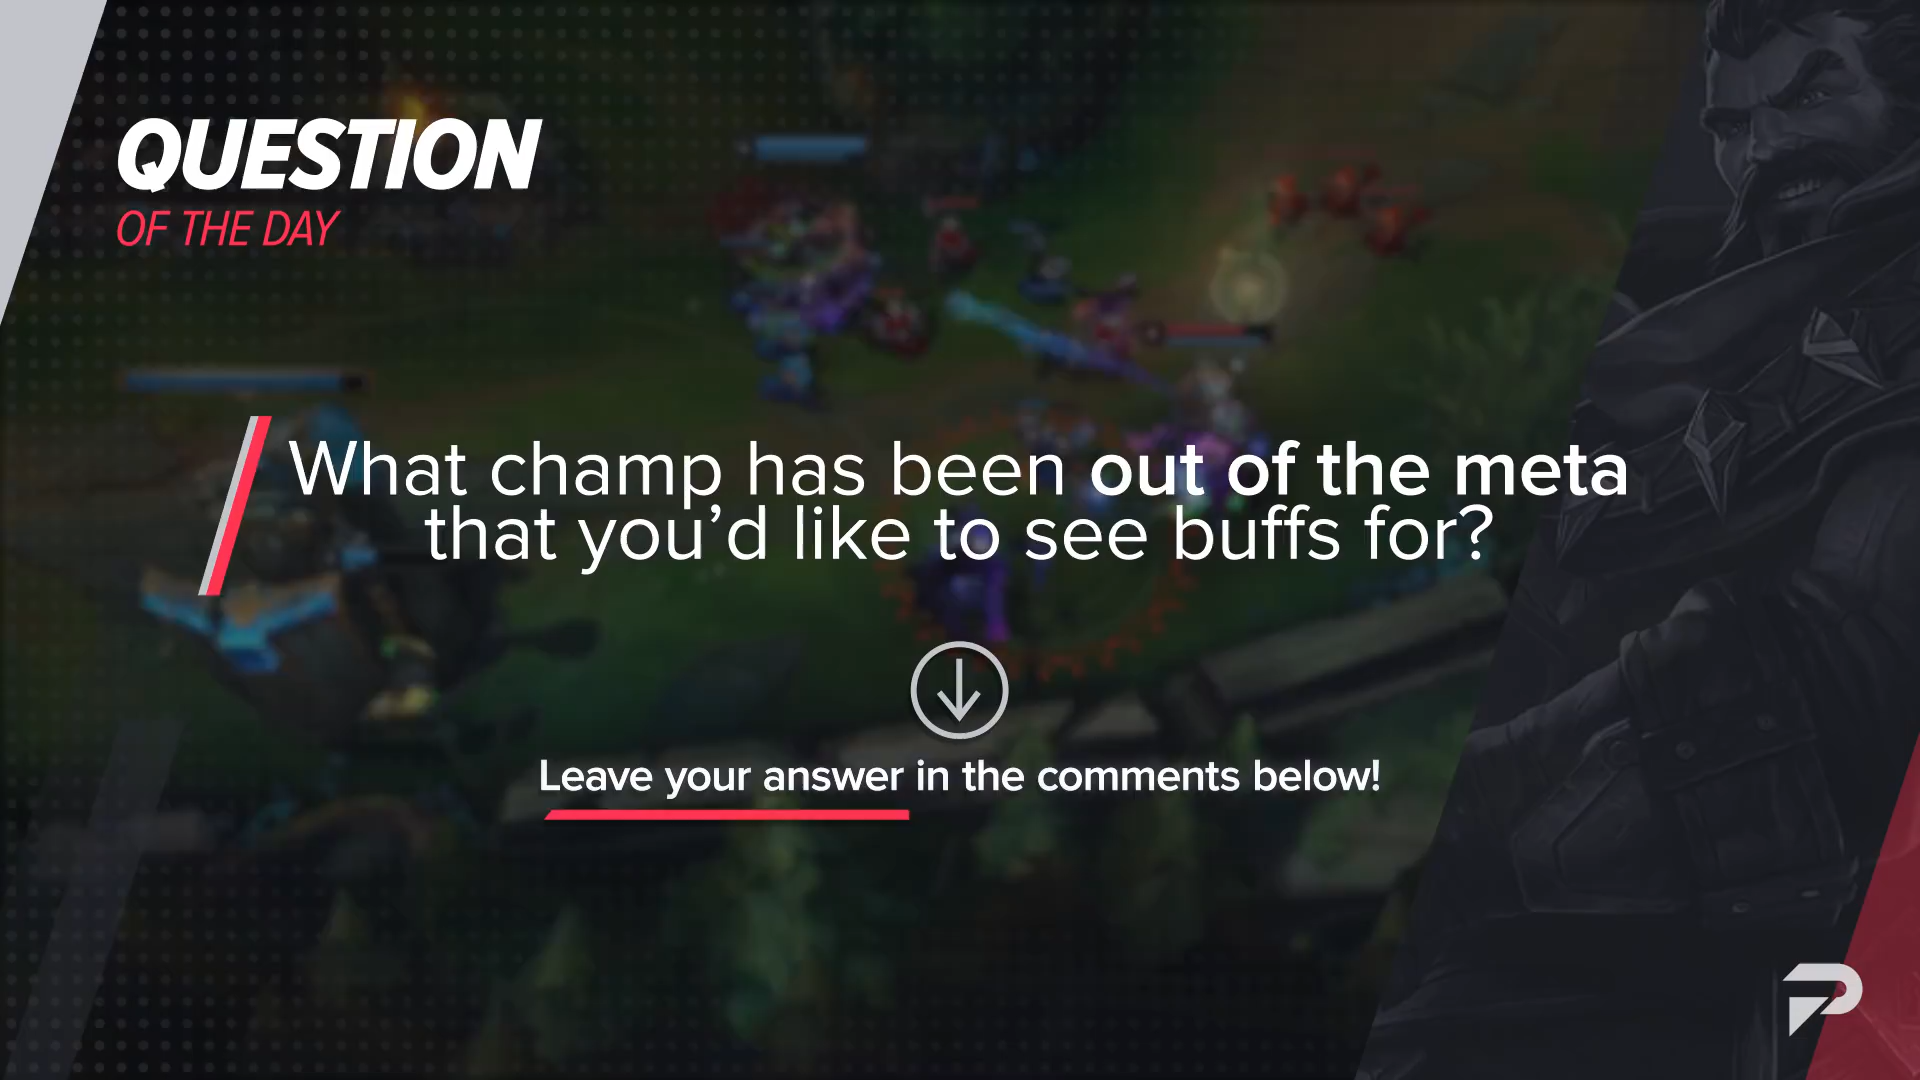 QUESTION
OF THE DAY
What champ has been out of the meta
that you’d like to see buffs for?
Leave your answer in the comments below!